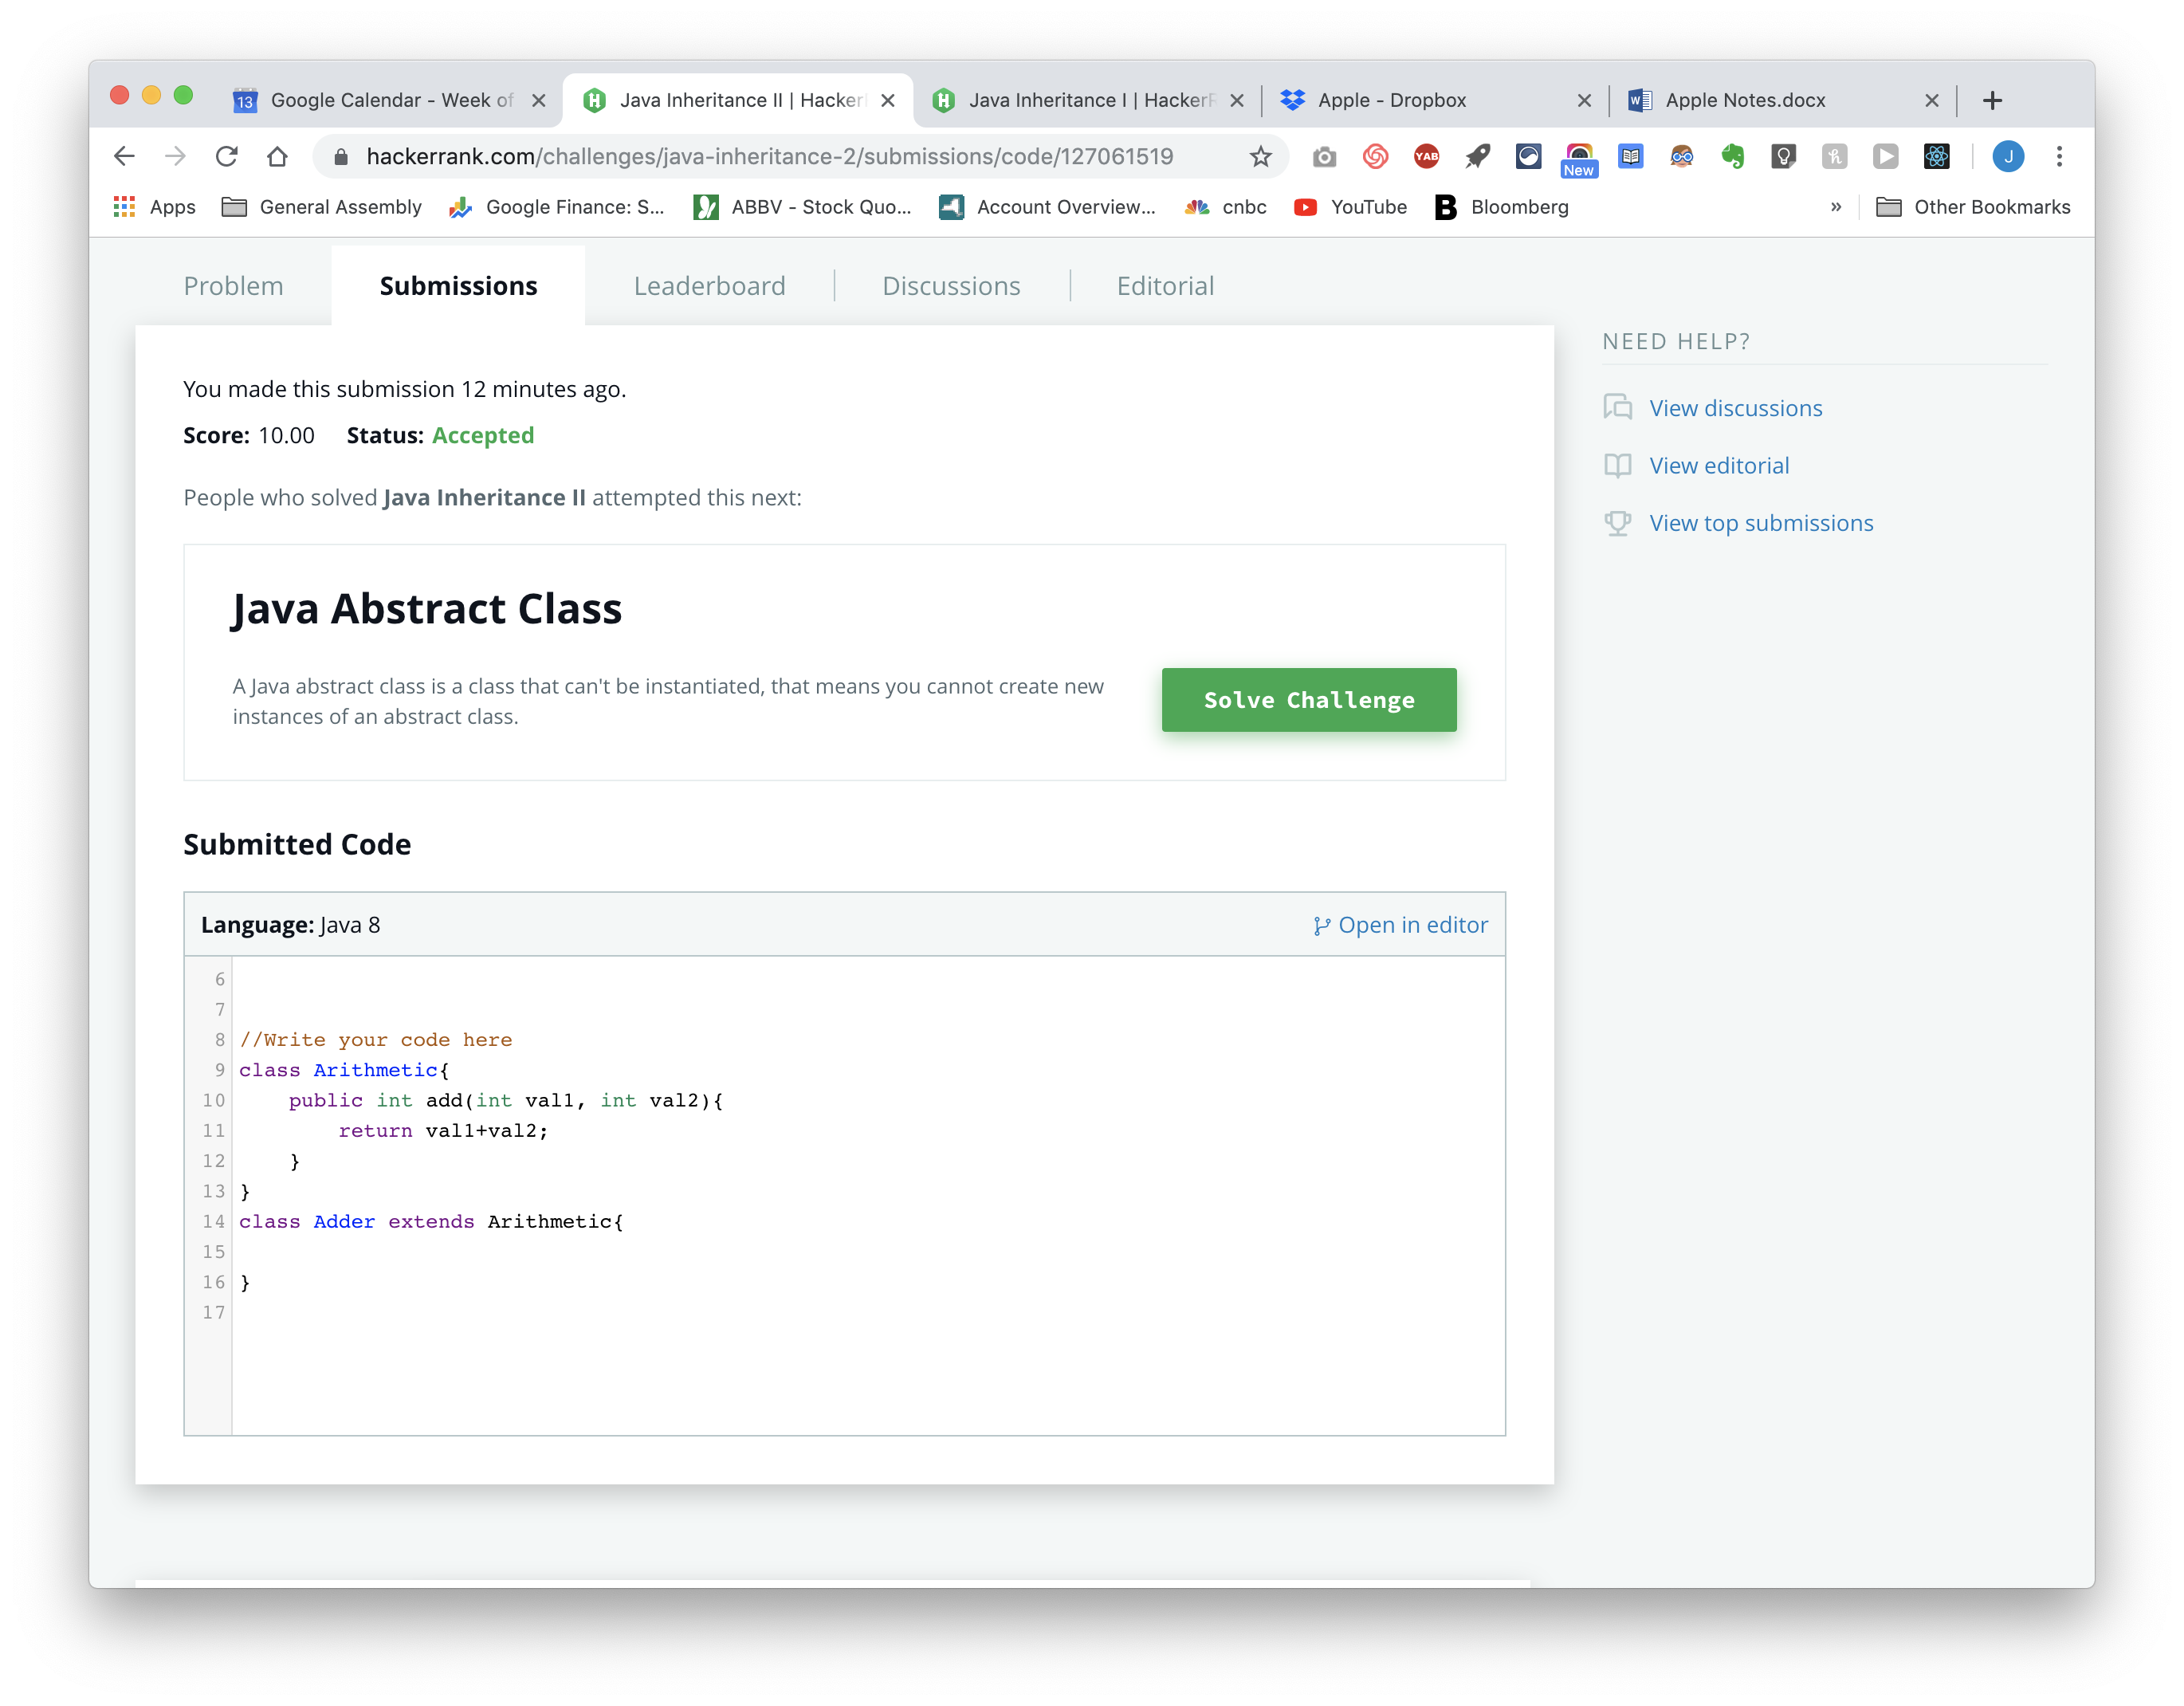 Google Calendar - Week of
Java Inheritance II | Hacker
Java Inheritance I | HackerR
Apple - Dropbox
Apple Notes.docx
hackerrank.com/challenges/java-inheritance-2/submissions/code/127061519
YAB
New
J
Apps
General Assembly
Google Finance: S...
ABBV - Stock Quo...
Account Overview...
cnbc
YouTube
B Bloomberg
»
Other Bookmarks
Problem
Submissions
Leaderboard
Discussions
Editorial
You made this submission 12 minutes ago.
Score: 10.00 Status: Accepted
People who solved Java Inheritance II attempted this next:
Java Abstract Class
A Java abstract class is a class that can't be instantiated, that means you cannot create new
instances of an abstract class.
Solve Challenge
NEED HELP?
View discussions
View editorial
View top submissions
Submitted Code
Language: Java 8
Open in editor
6
7
8 //Write your code here
9 class Arithmetic{
10     public int add(int val1, int val2){
11         return val1+val2;
12     }
13 }
14 class Adder extends Arithmetic{
15
16 }
17